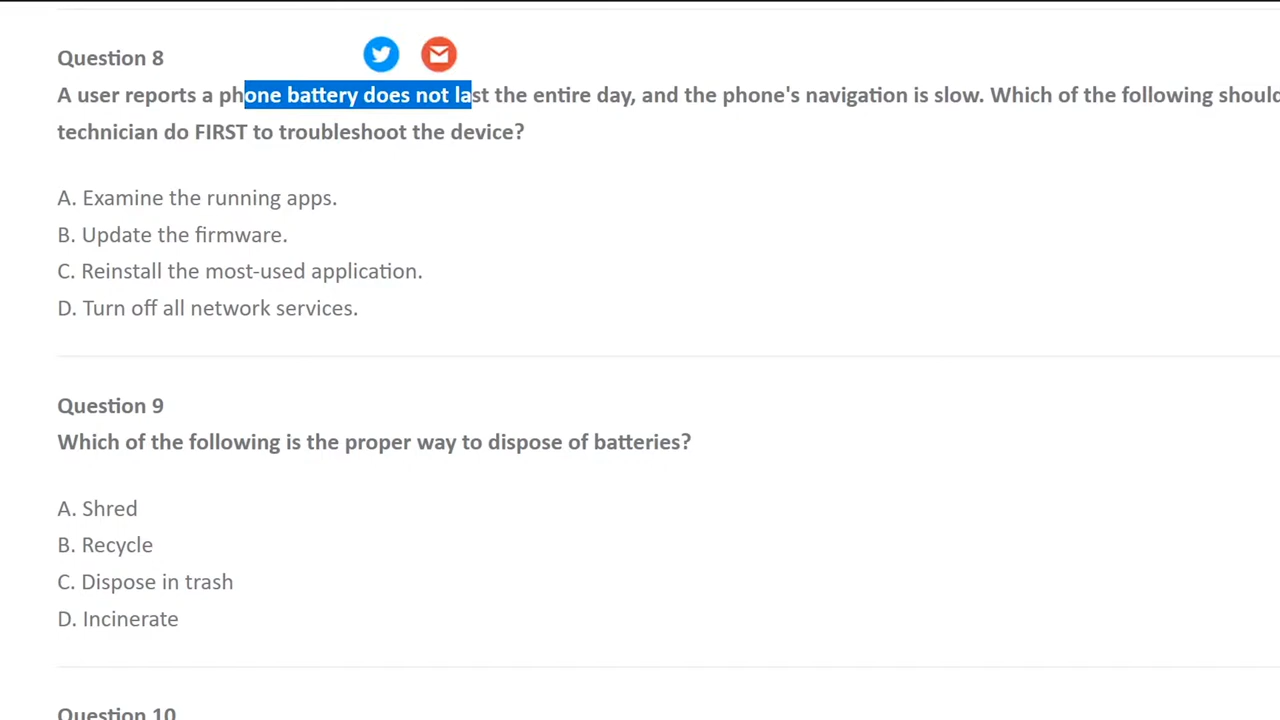 Question 8
A user reports a phone battery does not last the entire day, and the phone's navigation is slow. Which of the following should
technician do FIRST to troubleshoot the device?
A. Examine the running apps.
B. Update the firmware.
C. Reinstall the most-used application.
D. Turn off all network services.
Question 9
Which of the following is the proper way to dispose of batteries?
A. Shred
B. Recycle
C. Dispose in trash
D. Incinerate
Question 10